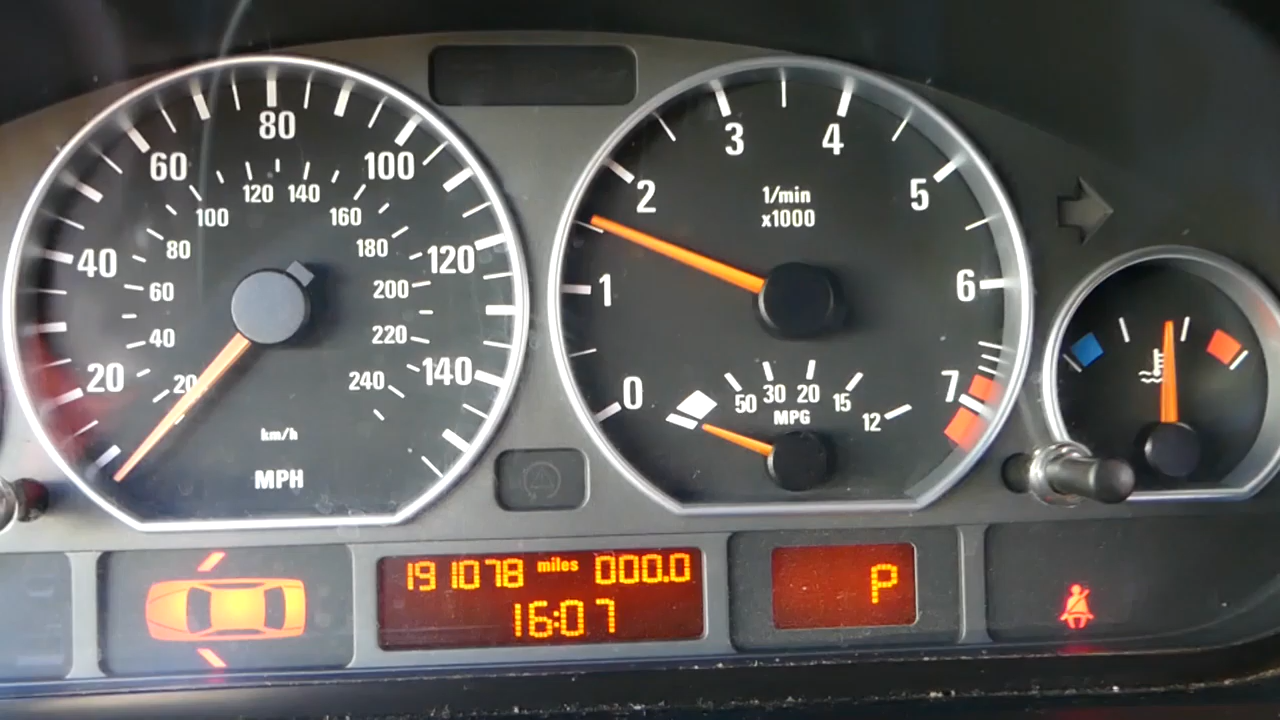 20 40 60 80 100 120 140
20 40 60 80 100 120 140 160 180 200 220 240
km/h
MPH
0 1 2 3 4 5 6 7
1/min
x1000
50 30 20 15 12
MPG
191078 miles 000.0
16:07
P